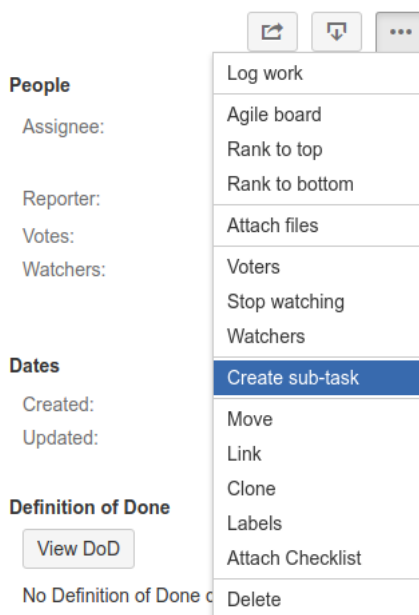 People
Assignee:
Reporter:
Votes:
Watchers:
Dates
Created:
Updated:
Definition of Done
View DoD
No Definition of Done
Log work
Agile board
Rank to top
Rank to bottom
Attach files
Voters
Stop watching
Watchers
Create sub-task
Move
Link
Clone
Labels
Attach Checklist
Delete